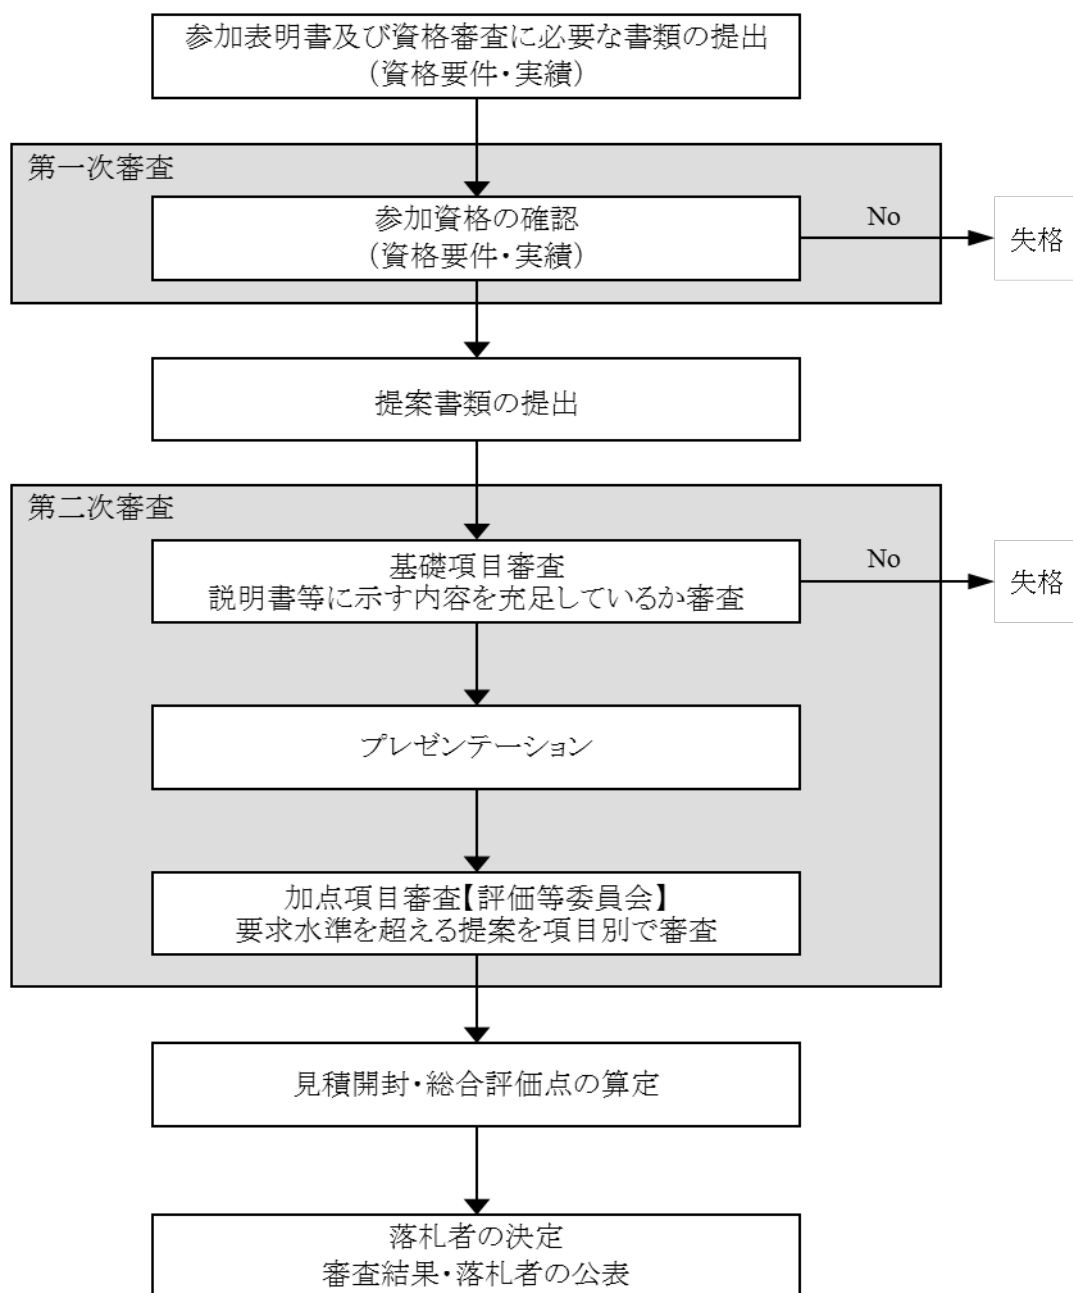 参加表明書及び資格審査に必要な書類の提出
(資格要件・実績)
第一次審査
参加資格の確認
(資格要件・実績)
No
失格
提案書類の提出
第二次審査
基礎項目審査
説明書等に示す内容を充足しているか審査
No
失格
プレゼンテーション
加点項目審査【評価等委員会】
要求水準を超える提案を項目別で審査
見積開封・総合評価点の算定
落札者の決定
審査結果・落札者の公表